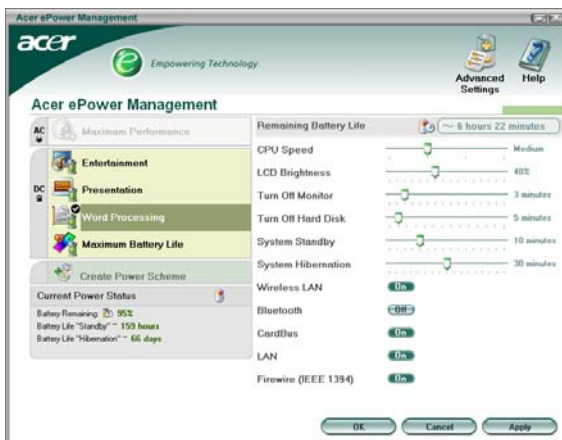 Acer ePower Management
acer
e Empowering Technology
Advanced Settings
Help
Acer ePower Management
AC
Maximum Performance
DC
Entertainment
Presentation
Word Processing
Maximum Battery Life
Create Power Scheme
Current Power Status
Battery Remaining: 95%
Battery Life "Standby" ~ 159 hours
Battery Life "Hibernation" ~ 66 days
Remaining Battery Life ~ 6 hours 22 minutes
CPU Speed Medium
LCD Brightness 48%
Turn Off Monitor 3 minutes
Turn Off Hard Disk 5 minutes
System Standby 10 minutes
System Hibernation 30 minutes
Wireless LAN On
Bluetooth Off
CardBus On
LAN On
Firewire (IEEE 1394) On
OK Cancel Apply